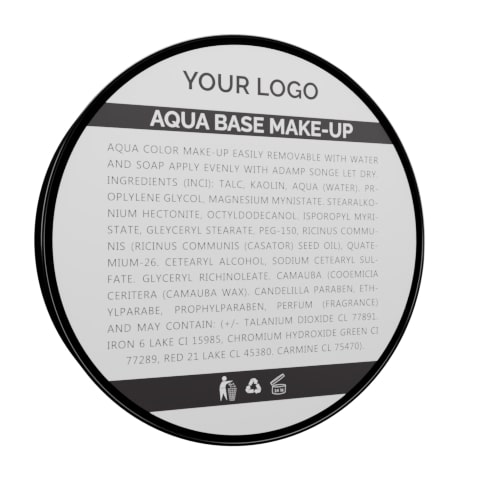 YOUR LOGO
AQUA BASE MAKE-UP
AQUA COLOR MAKE-UP EASILY REMOVABLE WITH WATER
AND SOAP APPLY EVENLY WITH ADAMP SONGE LET DRY.
INGREDIENTS (INCI): TALC, KAOLIN, AQUA (WATER). PR-
OPLYLENE GLYCOL, MAGNESIUM MYNISTATE, STEARALKO-
NIUM HECTONITE, OCTYLDODECANOL, ISPOROPYL MYRI-
STATE, GLEYCERYL STEARATE, PEG-150, RICINUS COMMU-
NIS (RICINUS COMMUNIS (CASATOR) SEED OIL), QUATE-
MIUM-26. CETEARYL ALCOHOL, SODIUM CETEARYL SUL-
FATE. GLYCERYL RICHINOLEATE. CAMAUBA (COOEMICIA
CERITERA (CAMAUBA WAX). CANDELILLA PARABEN, ETH-
YLPARABE, PROPHYLPARABEN, PERFUM (FRAGRANCE)
AND MAY CONTAIN: (+/- TALANIUM DIOXIDE CL 77891.
IRON 6 LAKE CI 15985, CHROMIUM HYDROXIDE GREEN CI
77289, RED 21 LAKE CL 45380. CARMINE CL 75470).